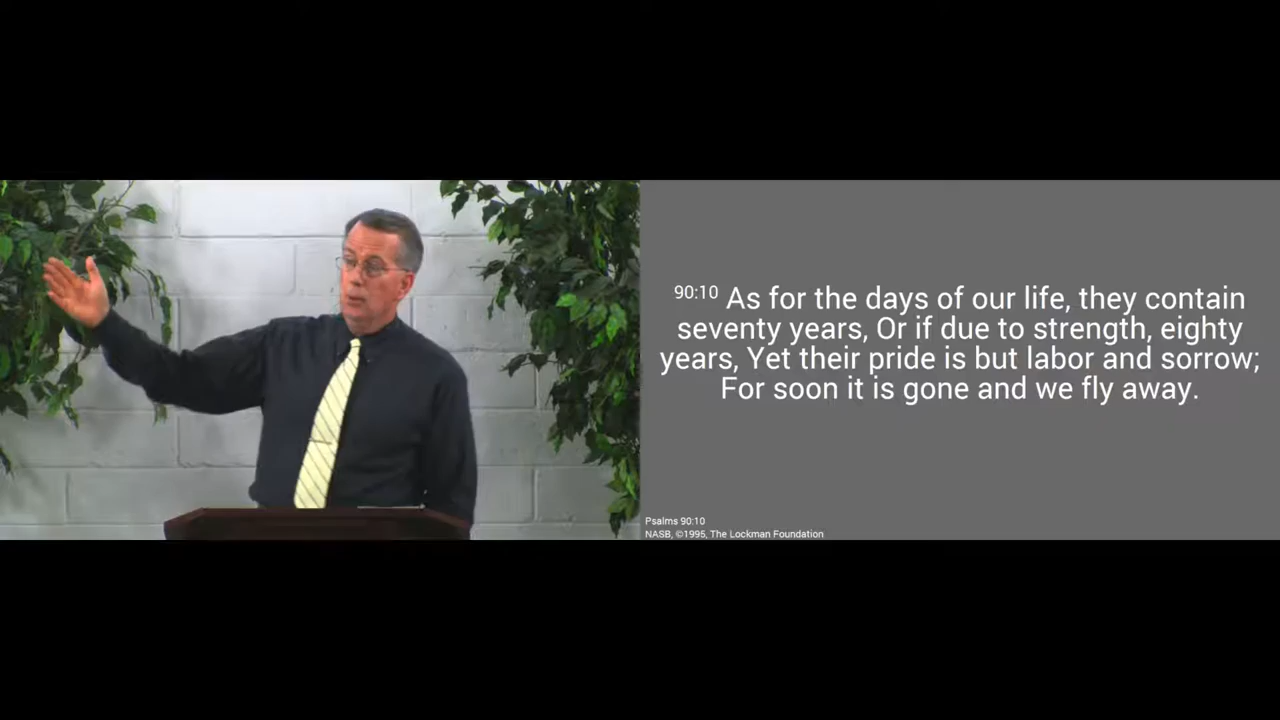 90:10 As for the days of our life, they contain
seventy years, Or if due to strength, eighty
years, Yet their pride is but labor and sorrow;
For soon it is gone and we fly away.
Psalms 90:10
NASB, ©1995, The Lockman Foundation